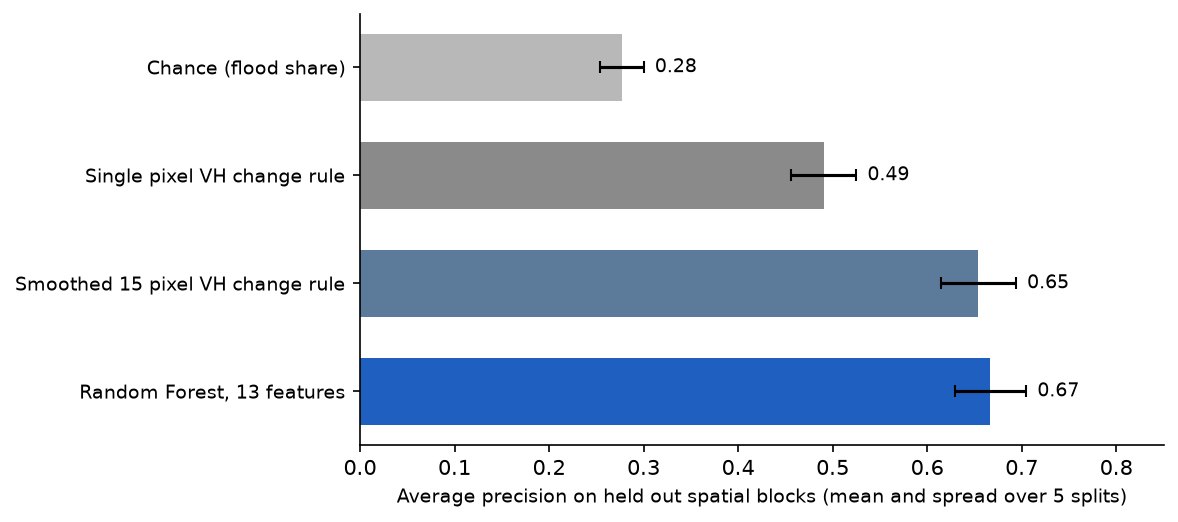 Chance (flood share)
0.28
Single pixel VH change rule
0.49
Smoothed 15 pixel VH change rule
0.65
Random Forest, 13 features
0.67
0.0 0.1 0.2 0.3 0.4 0.5 0.6 0.7 0.8
Average precision on held out spatial blocks (mean and spread over 5 splits)